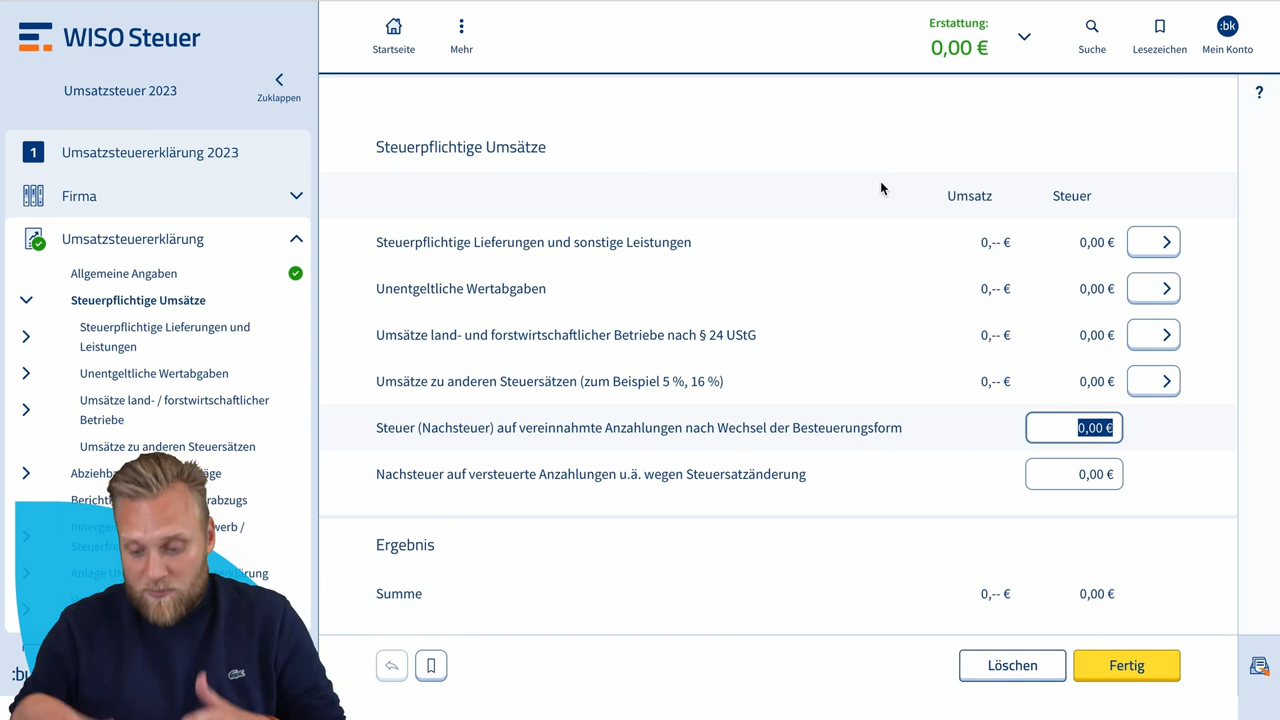 WISO Steuer
Startseite
Mehr
Erstattung:
0,00 €
Suche
Lesezeichen
:bk
Mein Konto
Umsatzsteuer 2023
Zuklappen
?
1 Umsatzsteuererklärung 2023
Firma
Umsatzsteuererklärung
Allgemeine Angaben
Steuerpflichtige Umsätze
Steuerpflichtige Lieferungen und
Leistungen
Unentgeltliche Wertabgaben
Umsätze land- / forstwirtschaftlicher
Betriebe
Umsätze zu anderen Steuersätzen
Steuerpflichtige Umsätze
Umsatz Steuer
Steuerpflichtige Lieferungen und sonstige Leistungen 0,-- € 0,00 €
Unentgeltliche Wertabgaben 0,-- € 0,00 €
Umsätze land- und forstwirtschaftlicher Betriebe nach § 24 UStG 0,-- € 0,00 €
Umsätze zu anderen Steuersätzen (zum Beispiel 5 %, 16 %) 0,-- € 0,00 €
Steuer (Nachsteuer) auf vereinnahmte Anzahlungen nach Wechsel der Besteuerungsform 0,00 €
Nachsteuer auf versteuerte Anzahlungen u.ä. wegen Steuersatzänderung 0,00 €
Ergebnis
Summe 0,-- € 0,00 €
Löschen
Fertig